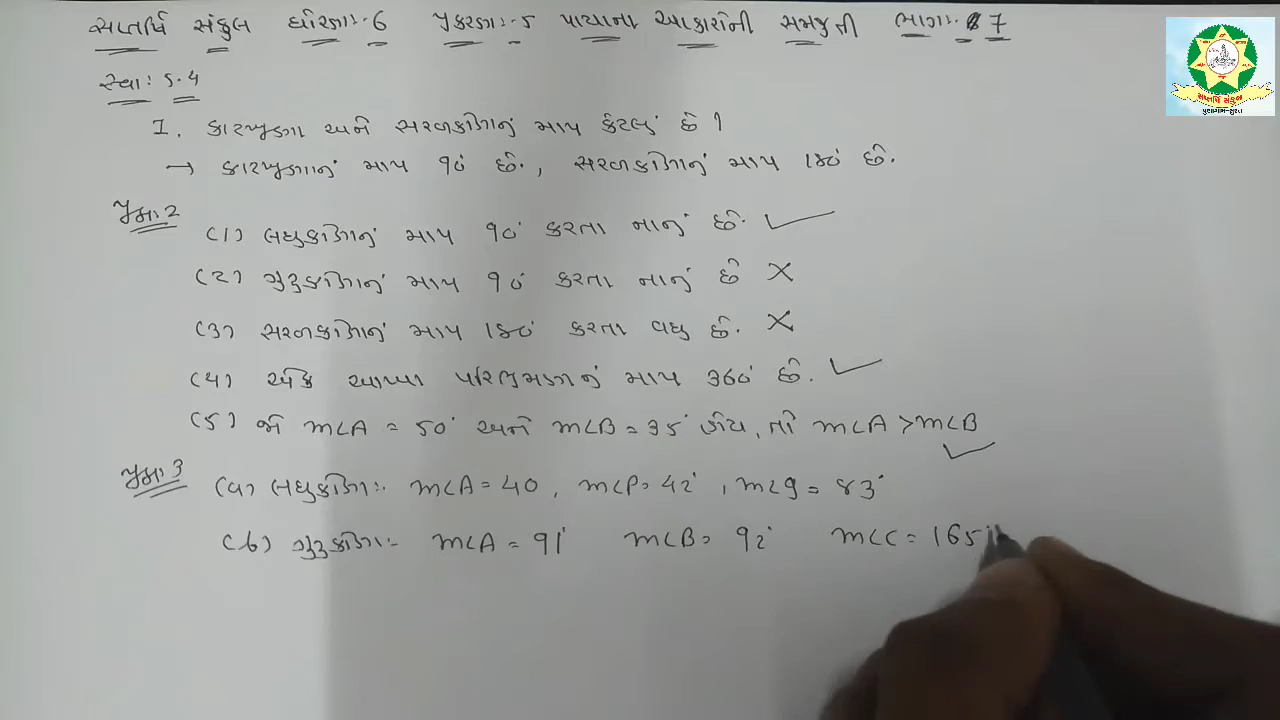 સપ્તર્ષિ સંકુલ ધોરણઃ-6 પ્રકરણઃ-5 પાયાના આકારોની સમજુતી ભાગઃ- 7
સ્વા: 5.4
1. કાટખૂણા અને સરળકોણનું માપ કેટલું છે ?
→ કાટખૂણાનું માપ 90° છે. , સરળકોણનું માપ 180° છે.
પ્રશ્ન: 2
(1) લઘુકોણનું માપ 90° કરતા નાનું છે. ✓
(2) ગુરુકોણનું માપ 90° કરતા નાનું છે ✗
(3) સરળકોણનું માપ 180° કરતા વધુ છે. ✗
(4) એક આખા પરિભ્રમણનું માપ 360° છે. ✓
(5) જો m∠A = 50° અને m∠B = 35° હોય, તો m∠A > m∠B ✓
પ્રશ્ન: 3
(a) લઘુકોણઃ- m∠A = 40, m∠P = 42°, m∠g = 83°
(b) ગુરુકોણઃ- m∠A = 91° m∠B = 92° m∠C = 165
સપ્તર્ષિ સંકુલ